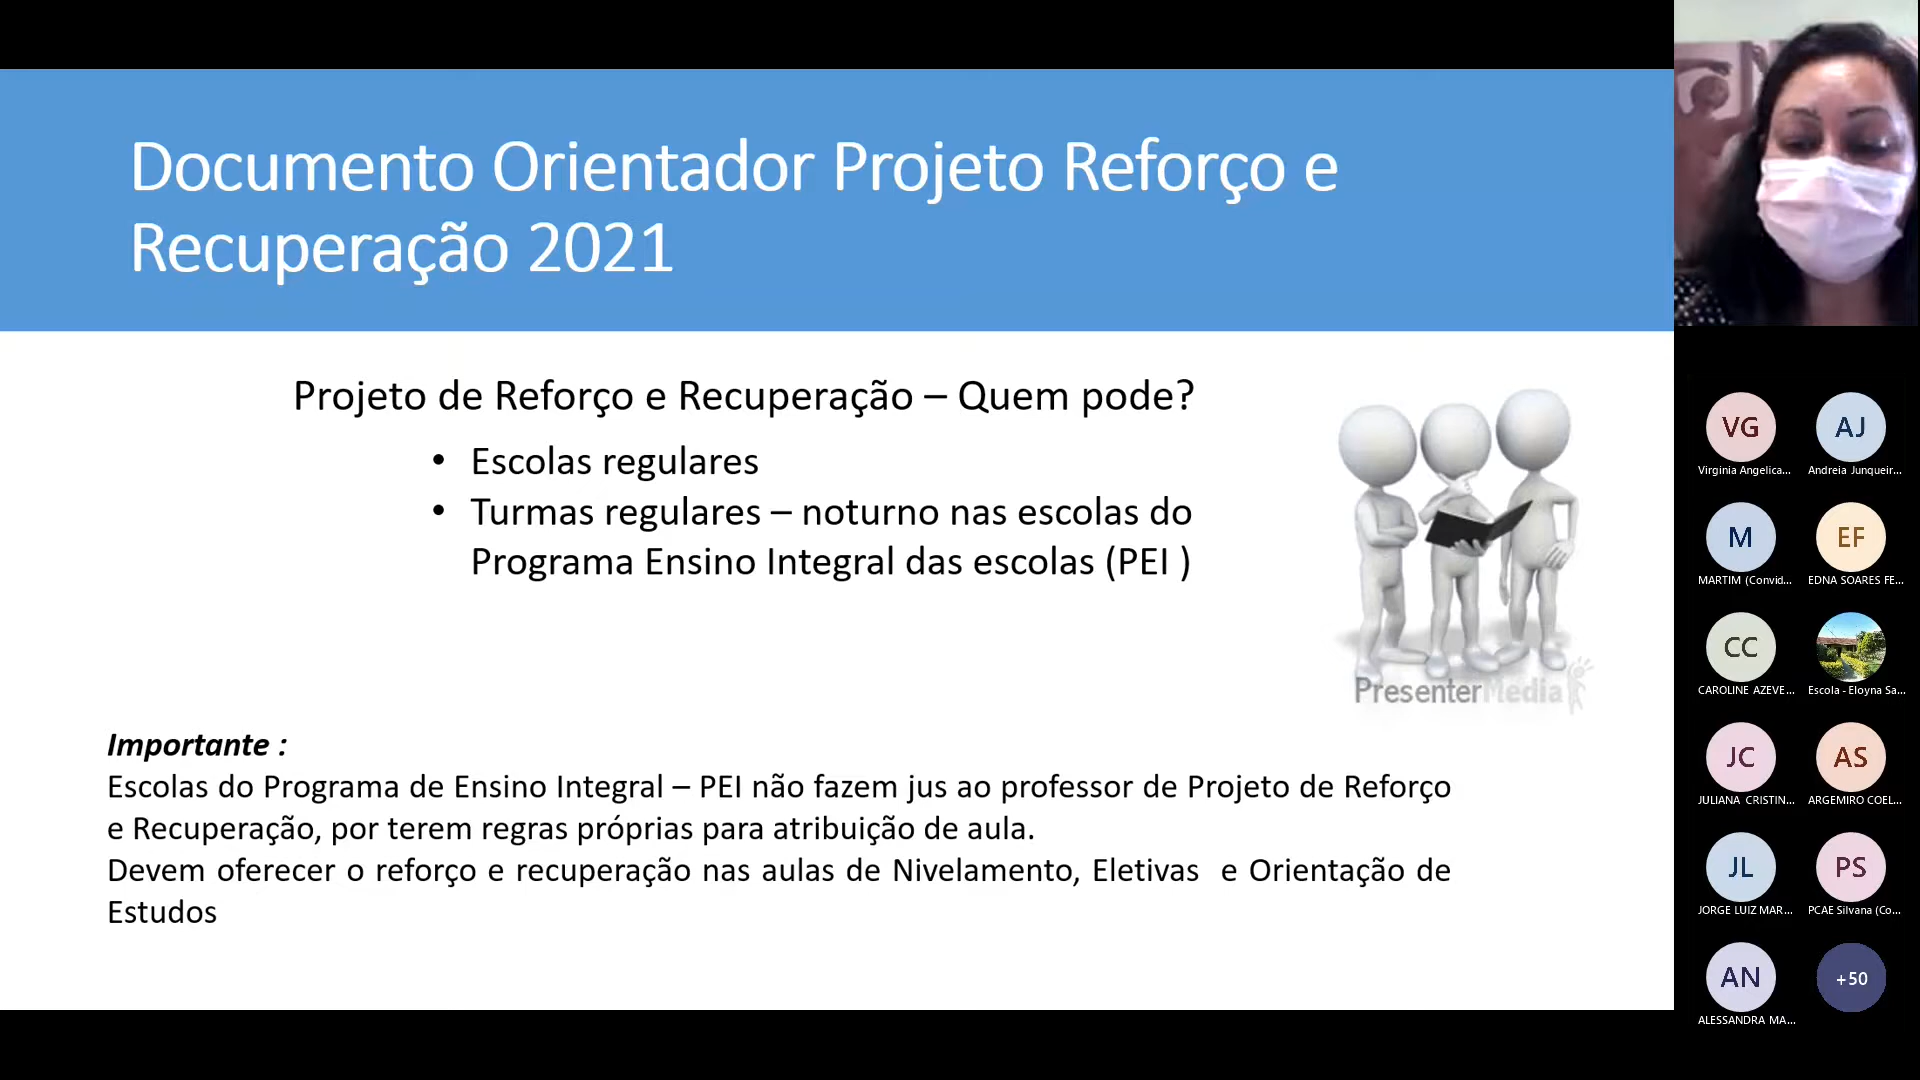 Documento Orientador Projeto Reforço e
Recuperação 2021
Projeto de Reforço e Recuperação – Quem pode?
• Escolas regulares
• Turmas regulares – noturno nas escolas do
Programa Ensino Integral das escolas (PEI )
PresenterMedia
Importante :
Escolas do Programa de Ensino Integral – PEI não fazem jus ao professor de Projeto de Reforço
e Recuperação, por terem regras próprias para atribuição de aula.
Devem oferecer o reforço e recuperação nas aulas de Nivelamento, Eletivas e Orientação de
Estudos
VG
AJ
Virginia Angelica...
Andreia Junqueir...
M
EF
MARTIM (Convid...
EDNA SOARES FE...
CC
CAROLINE AZEVE...
Escola - Eloyna Sa...
JC
AS
JULIANA CRISTIN...
ARGEMIRO COEL...
JL
PS
JORGE LUIZ MAR...
PCAE Silvana (Co...
AN
+50
ALESSANDRA MA...